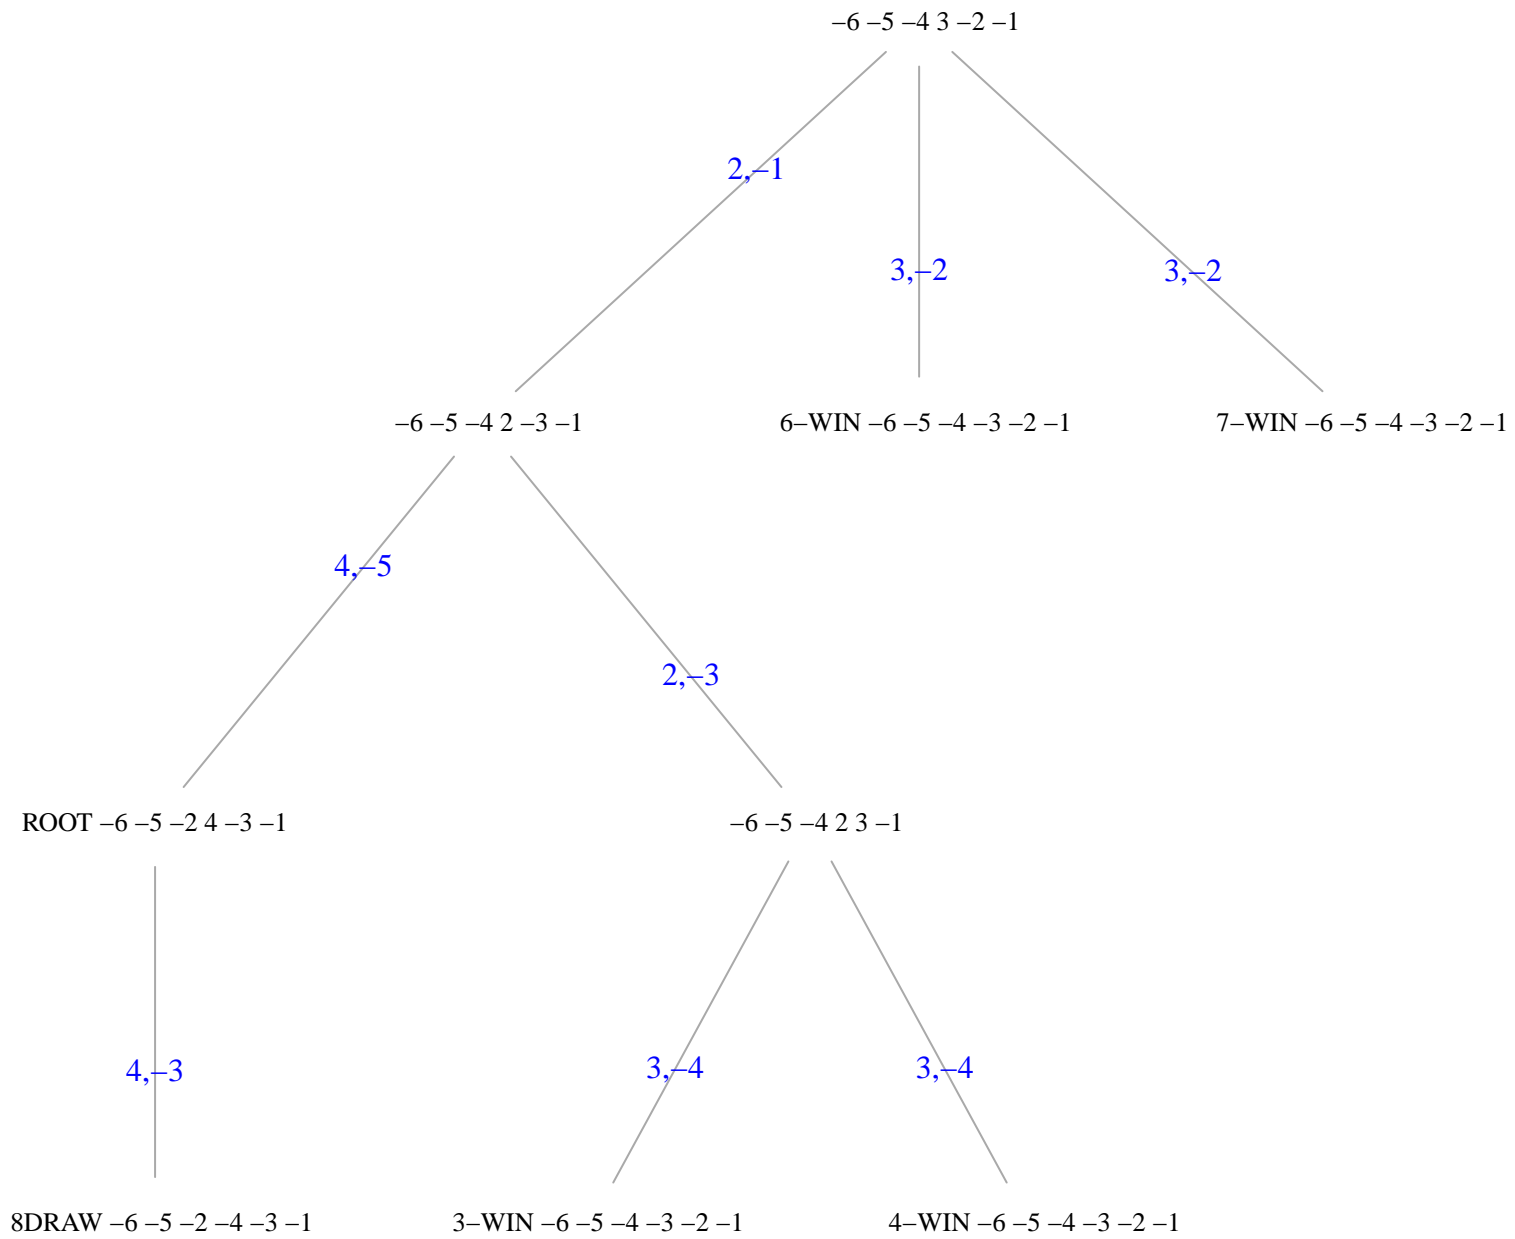 –6 –5 –4 3 –2 –1
2,–1
3,–2
3,–2
–6 –5 –4 2 –3 –1
6–WIN –6 –5 –4 –3 –2 –1
7–WIN –6 –5 –4 –3 –2 –1
4,–5
2,–3
ROOT –6 –5 –2 4 –3 –1
–6 –5 –4 2 3 –1
4,–3
3,–4
3,–4
8DRAW –6 –5 –2 –4 –3 –1
3–WIN –6 –5 –4 –3 –2 –1
4–WIN –6 –5 –4 –3 –2 –1